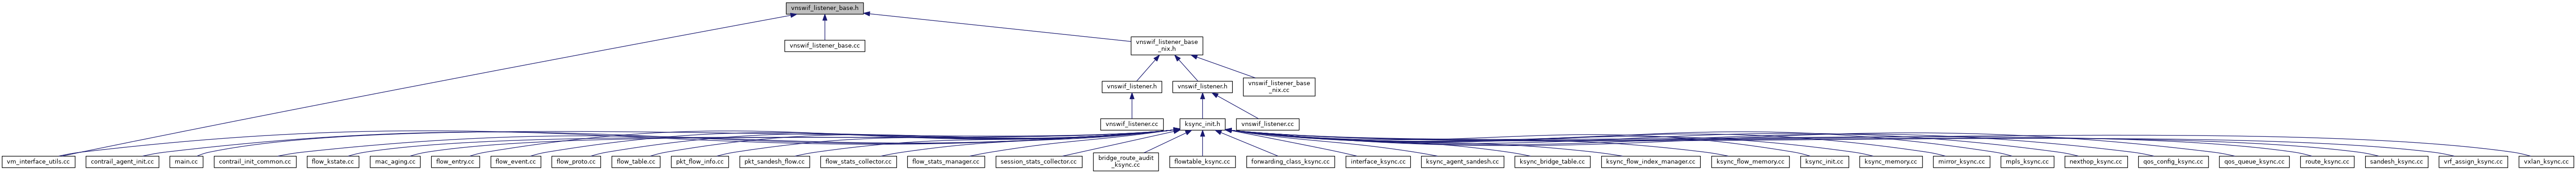 vnswif_listener_base.h
vnswif_listener_base.cc
vnswif_listener_base
_nix.h
vnswif_listener.h
vnswif_listener.h
vnswif_listener_base
_nix.cc
vnswif_listener.cc
ksync_init.h
vnswif_listener.cc
vm_interface_utils.cc
contrail_agent_init.cc
main.cc
contrail_init_common.cc
flow_kstate.cc
mac_aging.cc
flow_entry.cc
flow_event.cc
flow_proto.cc
flow_table.cc
pkt_flow_info.cc
pkt_sandesh_flow.cc
flow_stats_collector.cc
flow_stats_manager.cc
session_stats_collector.cc
bridge_route_audit
_ksync.cc
flowtable_ksync.cc
forwarding_class_ksync.cc
interface_ksync.cc
ksync_agent_sandesh.cc
ksync_bridge_table.cc
ksync_flow_index_manager.cc
ksync_flow_memory.cc
ksync_init.cc
ksync_memory.cc
mirror_ksync.cc
mpls_ksync.cc
nexthop_ksync.cc
qos_config_ksync.cc
qos_queue_ksync.cc
route_ksync.cc
sandesh_ksync.cc
vrf_assign_ksync.cc
vxlan_ksync.cc